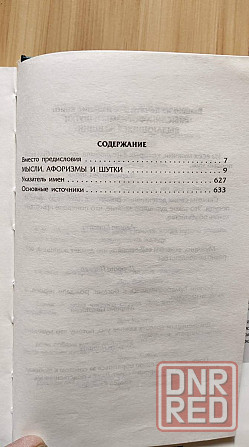 СОДЕРЖАНИЕ
Вместо предисловия 7
МЫСЛИ, АФОРИЗМЫ И ШУТКИ 9
Указатель имен 627
Основные источники 633
DNR
RED